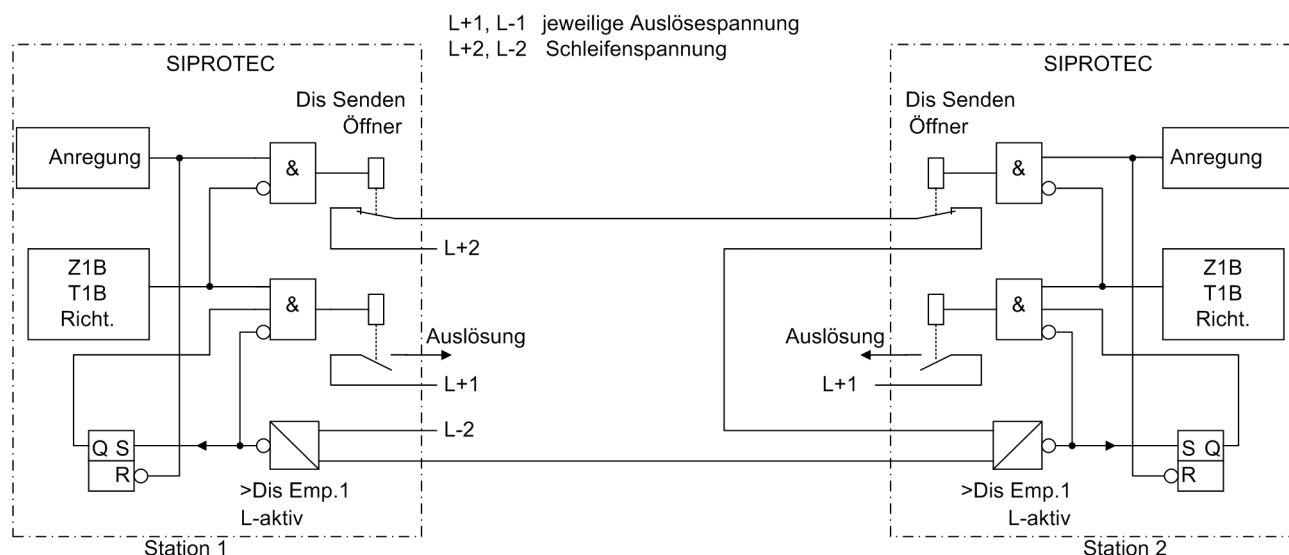 L+1, L-1 jeweilige Auslösespannung
L+2, L-2 Schleifenspannung
SIPROTEC
Dis Senden
Öffner
Anregung
&
L+2
Z1B
T1B
Richt.
&
Auslösung
L+1
L-2
Q S
R
>Dis Emp.1
L-aktiv
Station 1
SIPROTEC
Dis Senden
Öffner
&
Anregung
Z1B
T1B
Richt.
&
Auslösung
L+1
S Q
R
>Dis Emp.1
L-aktiv
Station 2